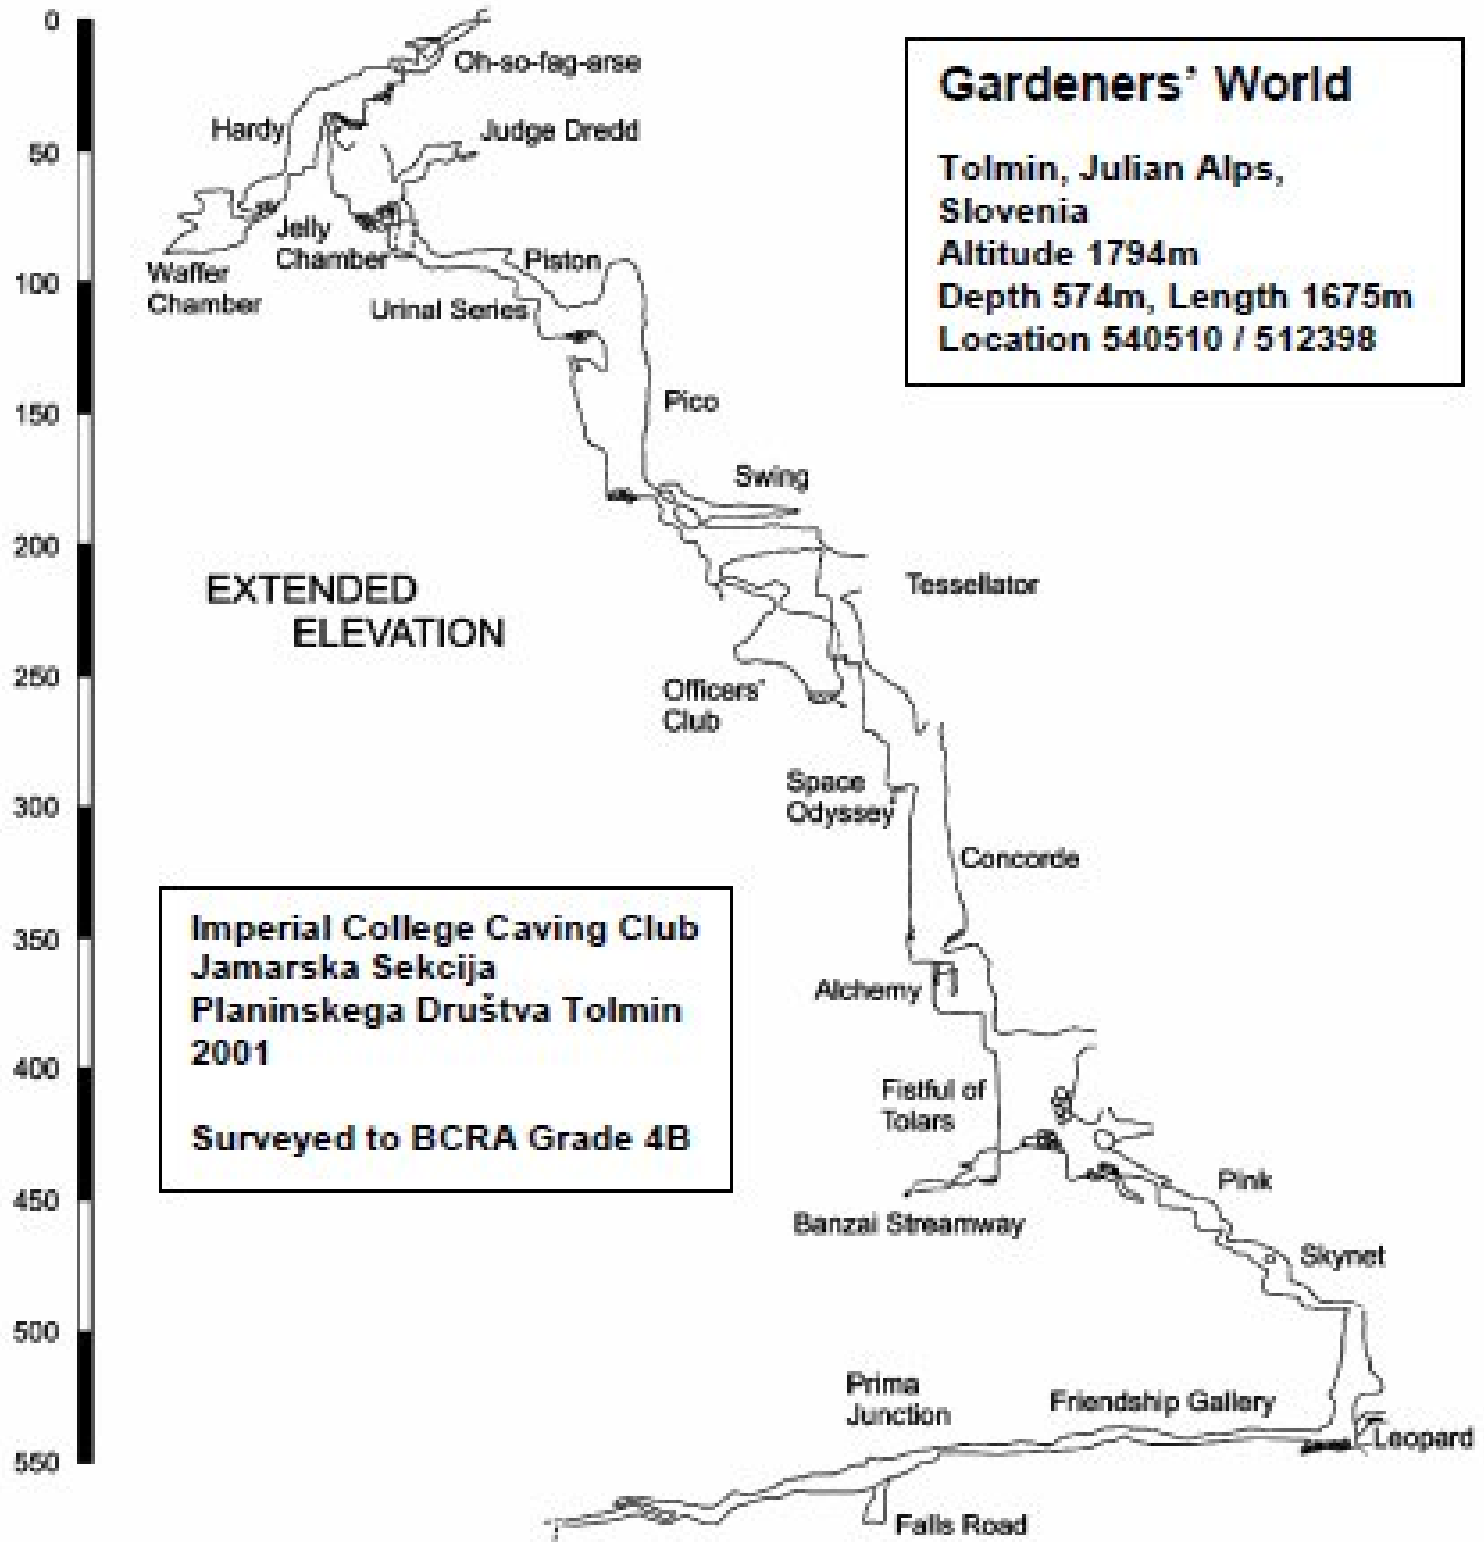 0
Oh-so-fag-arse
Hardy
Judge Dredd
50
Jelly
Chamber
Waffer
Chamber
Piston
100
Urinal Series
150
Pico
Swing
200
Tessellator
250
Officers'
Club
Space
Odyssey
300
Concorde
350
Alchemy
400
Fistful of
Tolars
450
Pink
Banzai Streamway
Skynet
500
Prima
Junction
Friendship Gallery
Leopard
550
Falls Road
EXTENDED
ELEVATION
Gardeners' World
Tolmin, Julian Alps,
Slovenia
Altitude 1794m
Depth 574m, Length 1675m
Location 540510 / 512398
Imperial College Caving Club
Jamarska Sekcija
Planinskega Društva Tolmin
2001
Surveyed to BCRA Grade 4B